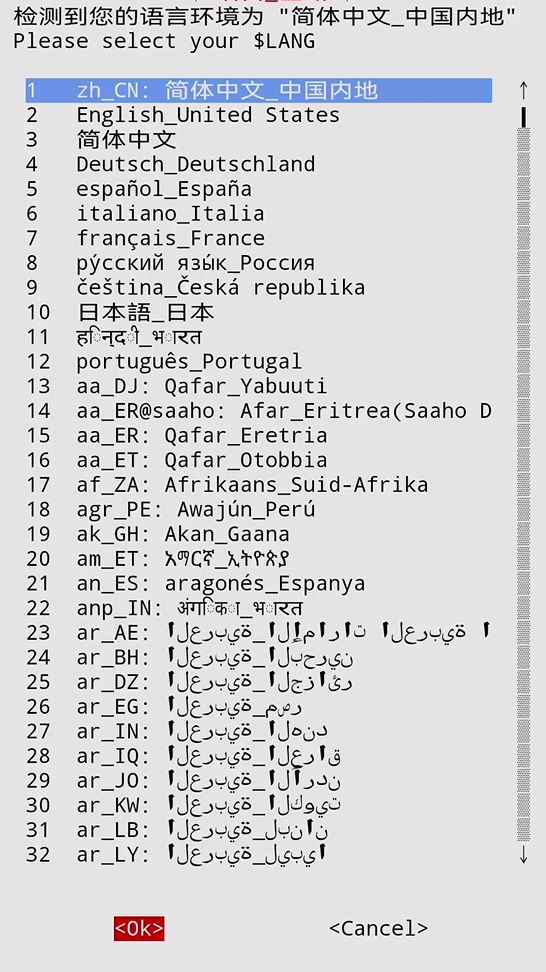 检测到您的语言环境为 "简体中文_中国内地"
Please select your $LANG
1 zh_CN: 简体中文_中国内地
2 English_United States
3 简体中文
4 Deutsch_Deutschland
5 español_España
6 italiano_Italia
7 français_France
8 ру́сский язы́к_Россия
9 čeština_Česká republika
10 日本語_日本
11 हिन्दी_भारत
12 português_Portugal
13 aa_DJ: Qafar_Yabuuti
14 aa_ER@saaho: Afar_Eritrea(Saaho D
15 aa_ER: Qafar_Eretria
16 aa_ET: Qafar_Otobbia
17 af_ZA: Afrikaans_Suid-Afrika
18 agr_PE: Awajún_Perú
19 ak_GH: Akan_Gaana
20 am_ET: አማርኛ_ኢትዮጵያ
21 an_ES: aragonés_Espanya
22 anp_IN: अंगिका_भारत
23 ar_AE: العربية_الإمارات العربية ا
24 ar_BH: العربية_البحرين
25 ar_DZ: العربية_الجزائر
26 ar_EG: العربية_مصر
27 ar_IN: العربية_الهند
28 ar_IQ: العربية_العراق
29 ar_JO: العربية_الأردن
30 ar_KW: العربية_الكويت
31 ar_LB: العربية_لبنان
32 ar_LY: العربية_ليبيا
<Ok> <Cancel>